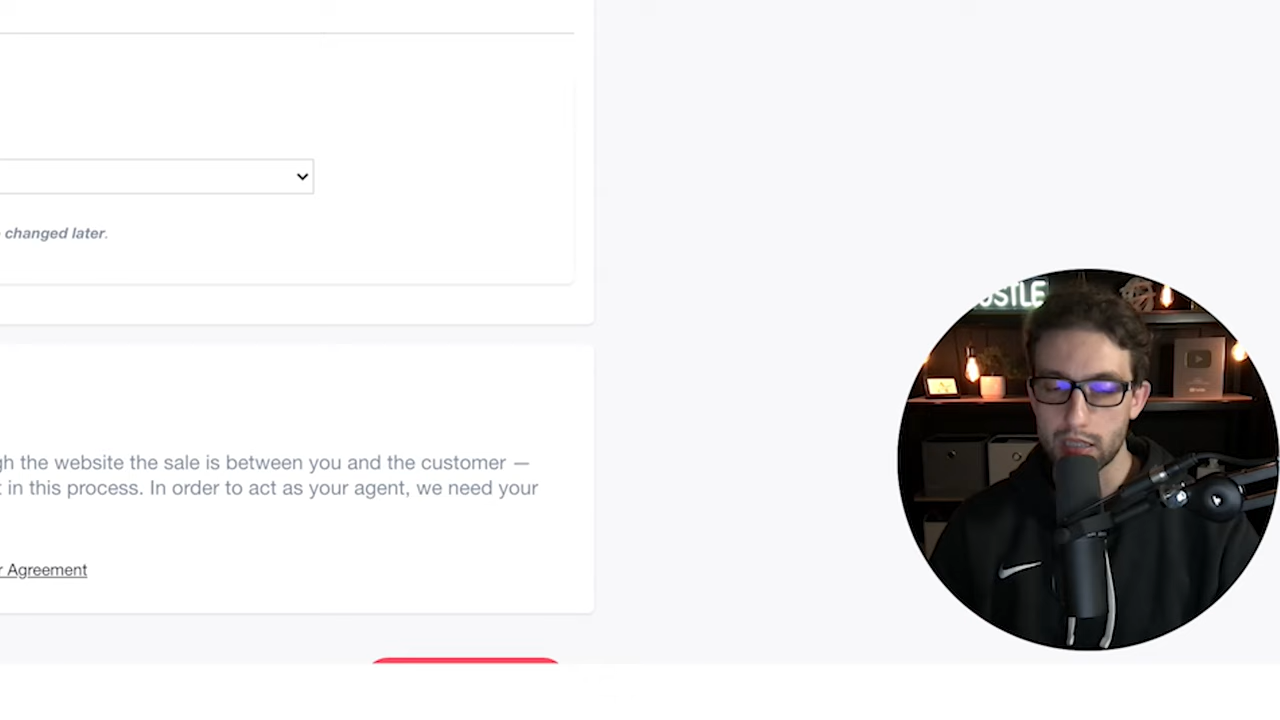 changed later.
the website the sale is between you and the customer —
in this process. In order to act as your agent, we need your
Agreement